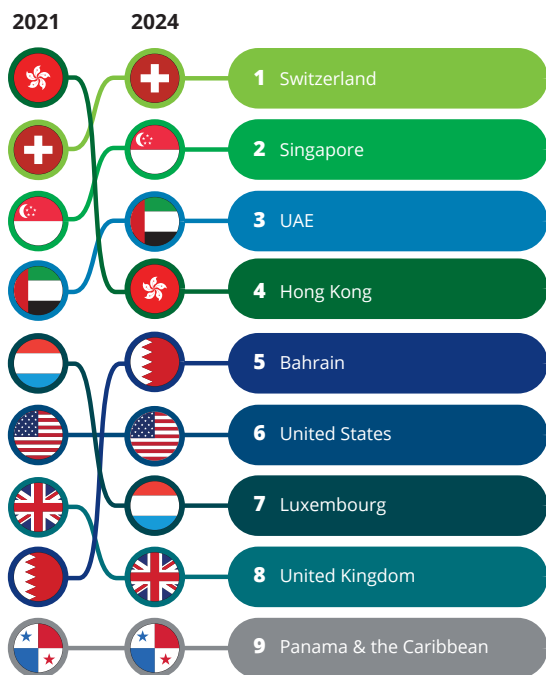 2021 2024
1 Switzerland
2 Singapore
3 UAE
4 Hong Kong
5 Bahrain
6 United States
7 Luxembourg
8 United Kingdom
9 Panama & the Caribbean